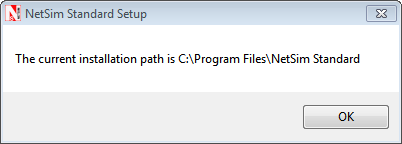 NetSim Standard Setup
The current installation path is C:\Program Files\NetSim Standard
OK